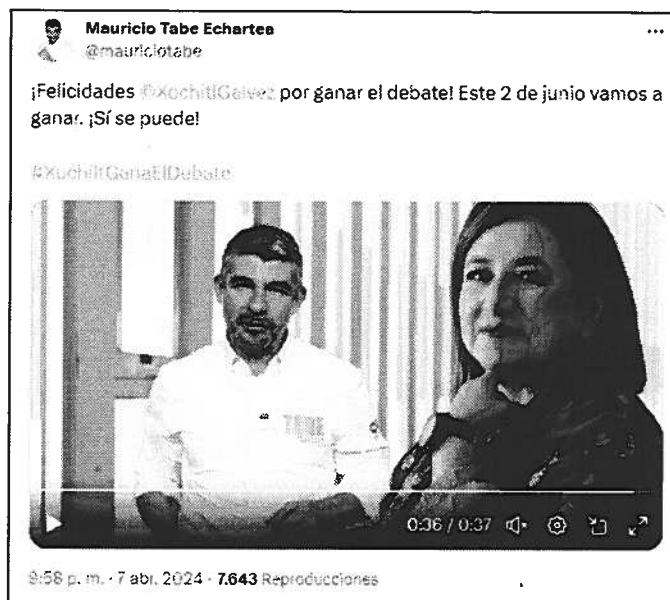 Mauricio Tabe Echartea
@mauriciotabe
¡Felicidades @XochitlGalvez por ganar el debate! Este 2 de junio vamos a
ganar. ¡Sí se puede!
#XochitlGanaElDebate
TABE
0:36 / 0:37
9:58 p. m. · 7 abr. 2024 · 7.643 Reproducciones